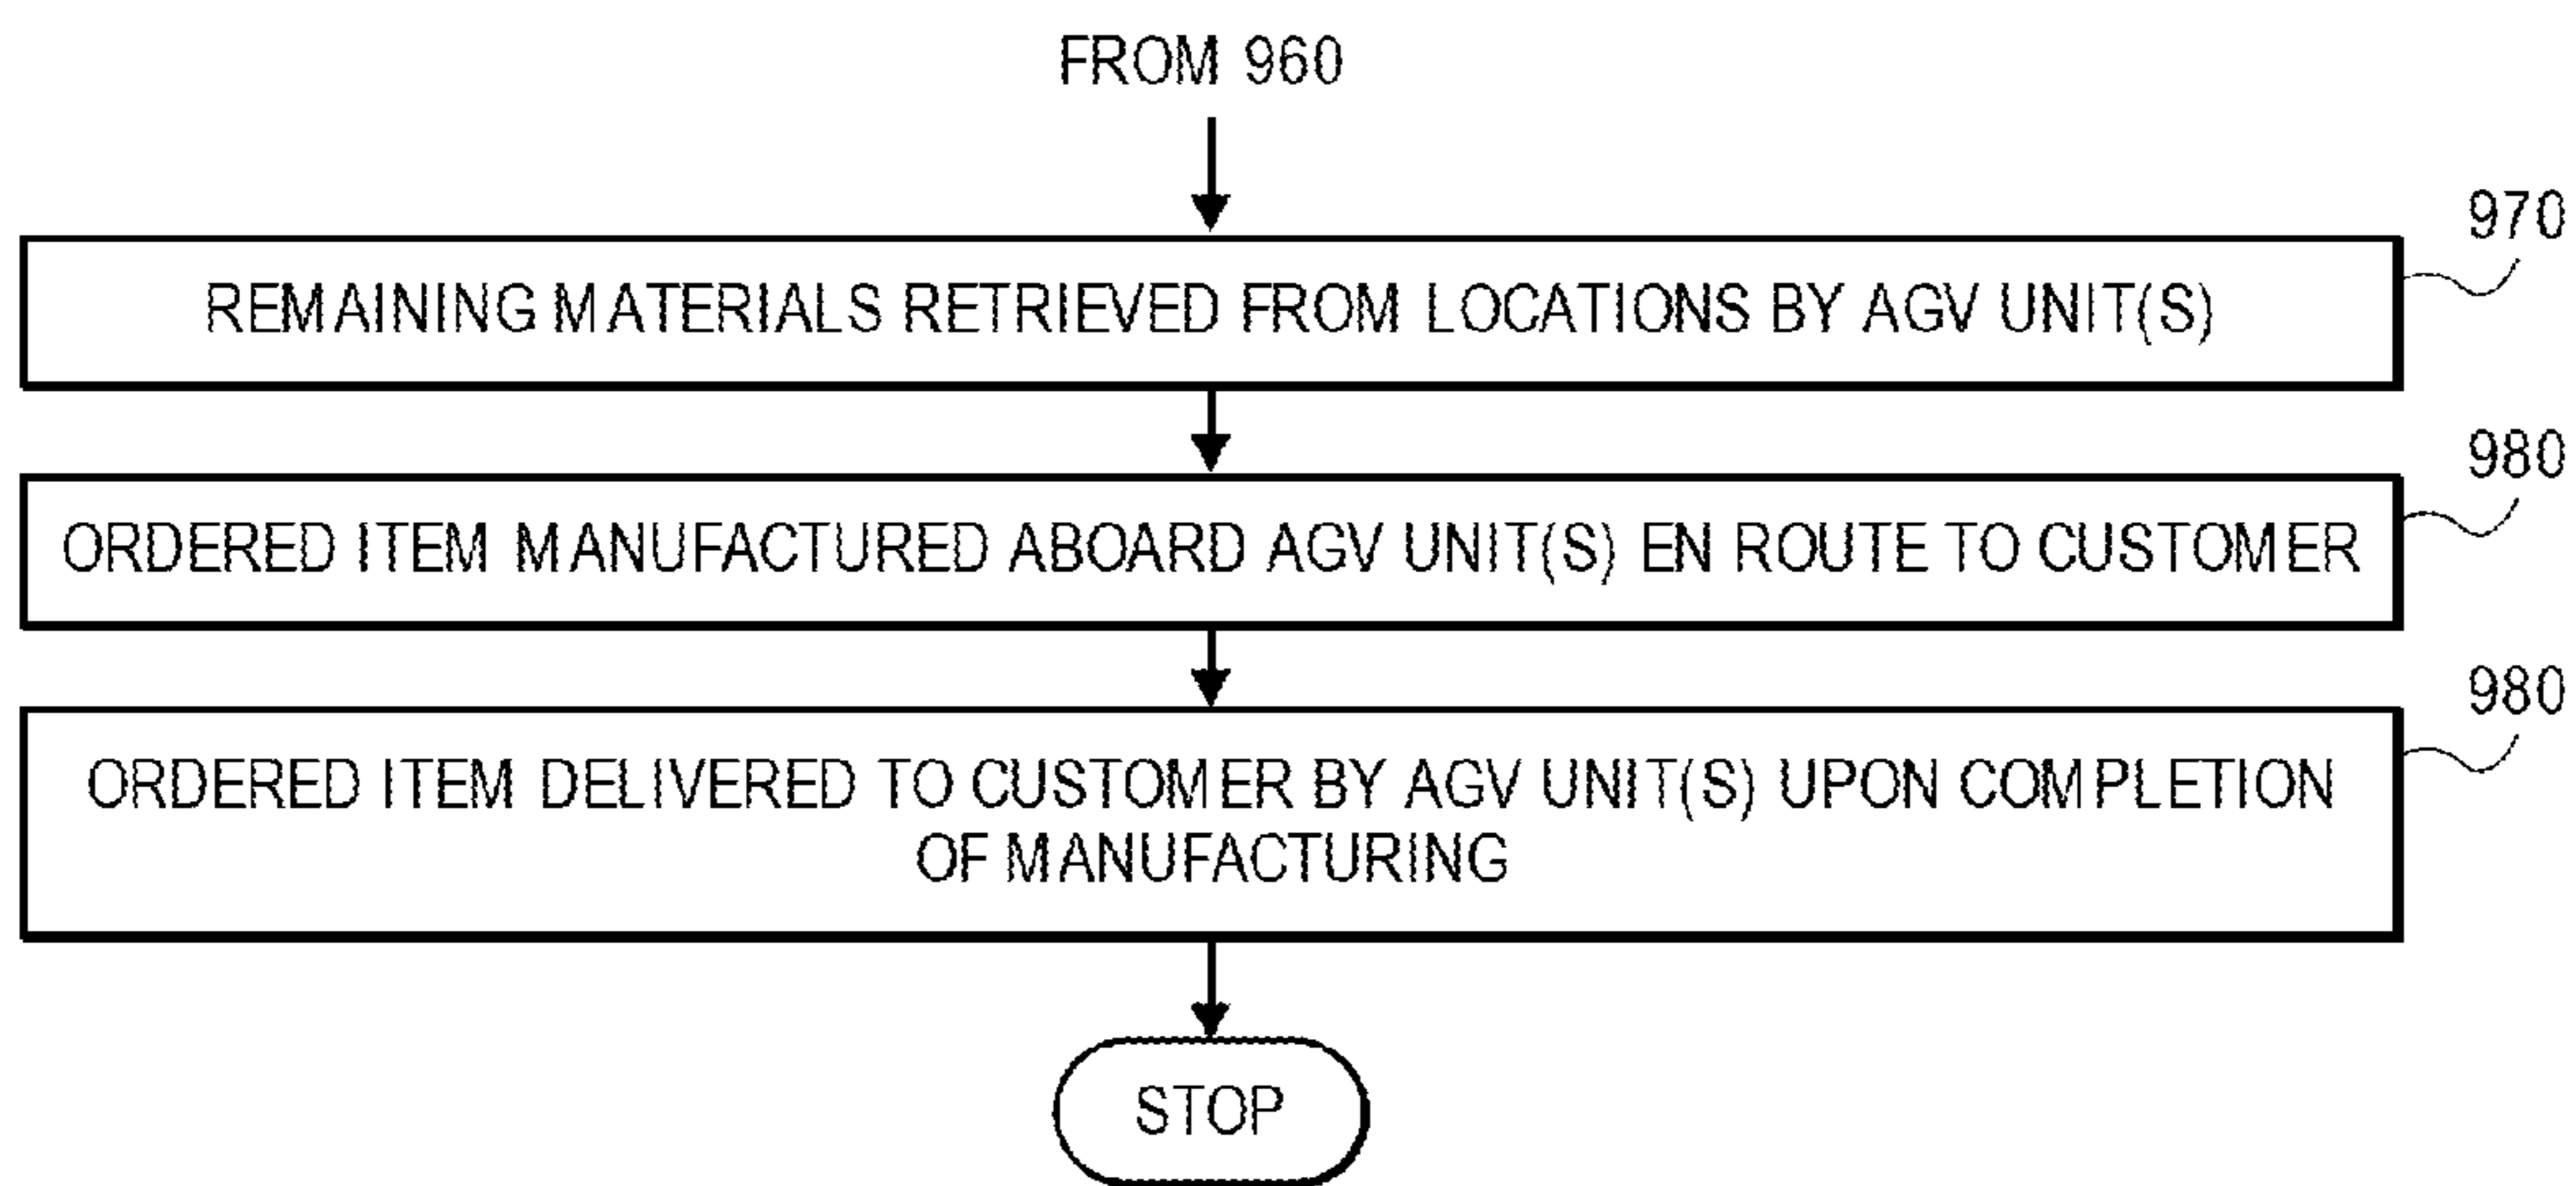 FROM 960
970
REMAINING MATERIALS RETRIEVED FROM LOCATIONS BY AGV UNIT(S)
980
ORDERED ITEM MANUFACTURED ABOARD AGV UNIT(S) EN ROUTE TO CUSTOMER
980
ORDERED ITEM DELIVERED TO CUSTOMER BY AGV UNIT(S) UPON COMPLETION
OF MANUFACTURING
STOP